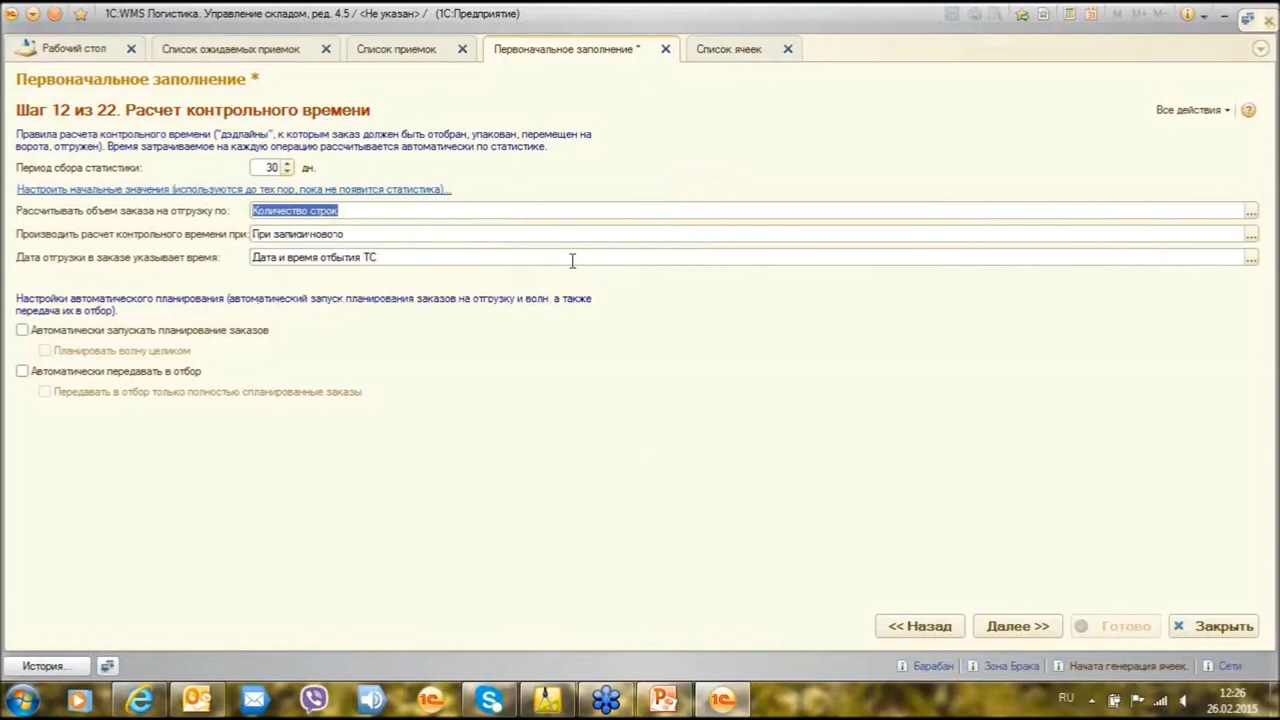 1С:WMS Логистика. Управление складом, ред. 4.5 / <Не указан> / (1С:Предприятие)
M M+ M-
Рабочий стол
Список ожидаемых приемок
Список приемок
Первоначальное заполнение *
Список ячеек
Первоначальное заполнение *
Шаг 12 из 22. Расчет контрольного времени
Все действия
Правила расчета контрольного времени ("дэдлайны", к которым заказ должен быть отобран, упакован, перемещен на
ворота, отгружен). Время затрачиваемое на каждую операцию рассчитывается автоматически по статистике.
Период сбора статистики: 30 дн.
Настроить начальные значения (используются до тех пор, пока не появится статистика)...
Рассчитывать объем заказа на отгрузку по: Количество строк ...
Производить расчет контрольного времени при: При записи нового ...
Дата отгрузки в заказе указывает время: Дата и время отбытия ТС ...
Настройки автоматического планирования (автоматический запуск планирования заказов на отгрузку и волн, а также
передача их в отбор).
Автоматически запускать планирование заказов
Планировать волну целиком
Автоматически передавать в отбор
Передавать в отбор только полностью спланированные заказы
<< Назад
Далее >>
Готово
Закрыть
История...
Барабан
Зона Брака
Начата генерация ячеек.
Сети
RU
12:26
26.02.2015